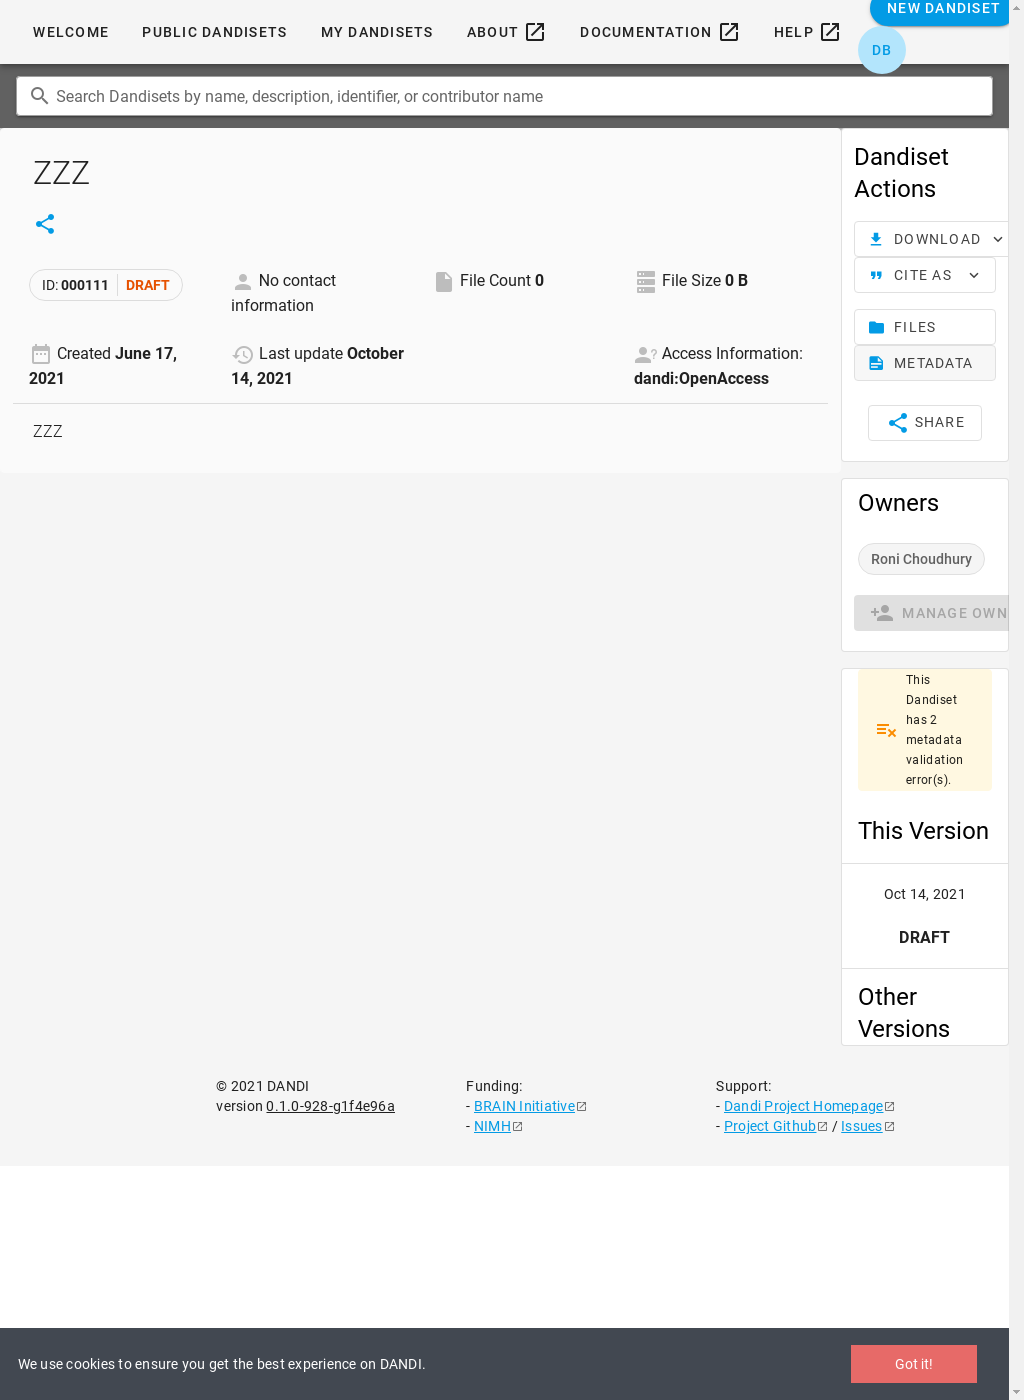 WELCOME PUBLIC DANDISETS MY DANDISETS ABOUT DOCUMENTATION HELP
NEW DANDISET
DB
Search Dandisets by name, description, identifier, or contributor name
ZZZ
ID: 000111 DRAFT
No contact
information
File Count 0
File Size 0 B
Created June 17,
2021
Last update October
14, 2021
Access Information:
dandi:OpenAccess
ZZZ
Dandiset
Actions
DOWNLOAD
CITE AS
FILES
METADATA
SHARE
Owners
Roni Choudhury
MANAGE OWN
This
Dandiset
has 2
metadata
validation
error(s).
This Version
Oct 14, 2021
DRAFT
Other
Versions
© 2021 DANDI
version 0.1.0-928-g1f4e96a
Funding:
- BRAIN Initiative
- NIMH
Support:
- Dandi Project Homepage
- Project Github / Issues
We use cookies to ensure you get the best experience on DANDI.
Got it!